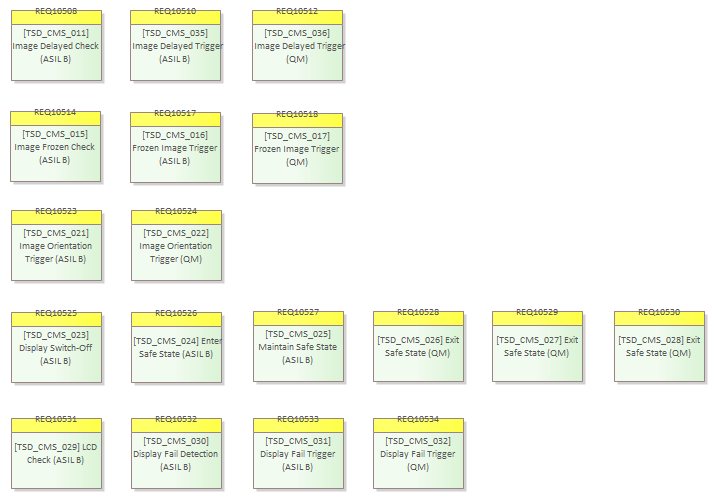 REQ10508
[TSD_CMS_011]
Image Delayed Check
(ASIL B)
REQ10510
[TSD_CMS_035]
Image Delayed Trigger
(ASIL B)
REQ10512
[TSD_CMS_036]
Image Delayed Trigger
(QM)
REQ10514
[TSD_CMS_015]
Image Frozen Check
(ASIL B)
REQ10517
[TSD_CMS_016]
Frozen Image Trigger
(ASIL B)
REQ10518
[TSD_CMS_017]
Frozen Image Trigger
(QM)
REQ10523
[TSD_CMS_021]
Image Orientation
Trigger (ASIL B)
REQ10524
[TSD_CMS_022]
Image Orientation
Trigger (QM)
REQ10525
[TSD_CMS_023]
Display Switch-Off
(ASIL B)
REQ10526
[TSD_CMS_024] Enter
Safe State (ASIL B)
REQ10527
[TSD_CMS_025]
Maintain Safe State
(ASIL B)
REQ10528
[TSD_CMS_026] Exit
Safe State (QM)
REQ10529
[TSD_CMS_027] Exit
Safe State (QM)
REQ10530
[TSD_CMS_028] Exit
Safe State (QM)
REQ10531
[TSD_CMS_029] LCD
Check (ASIL B)
REQ10532
[TSD_CMS_030]
Display Fail Detection
(ASIL B)
REQ10533
[TSD_CMS_031]
Display Fail Trigger
(ASIL B)
REQ10534
[TSD_CMS_032]
Display Fail Trigger
(QM)